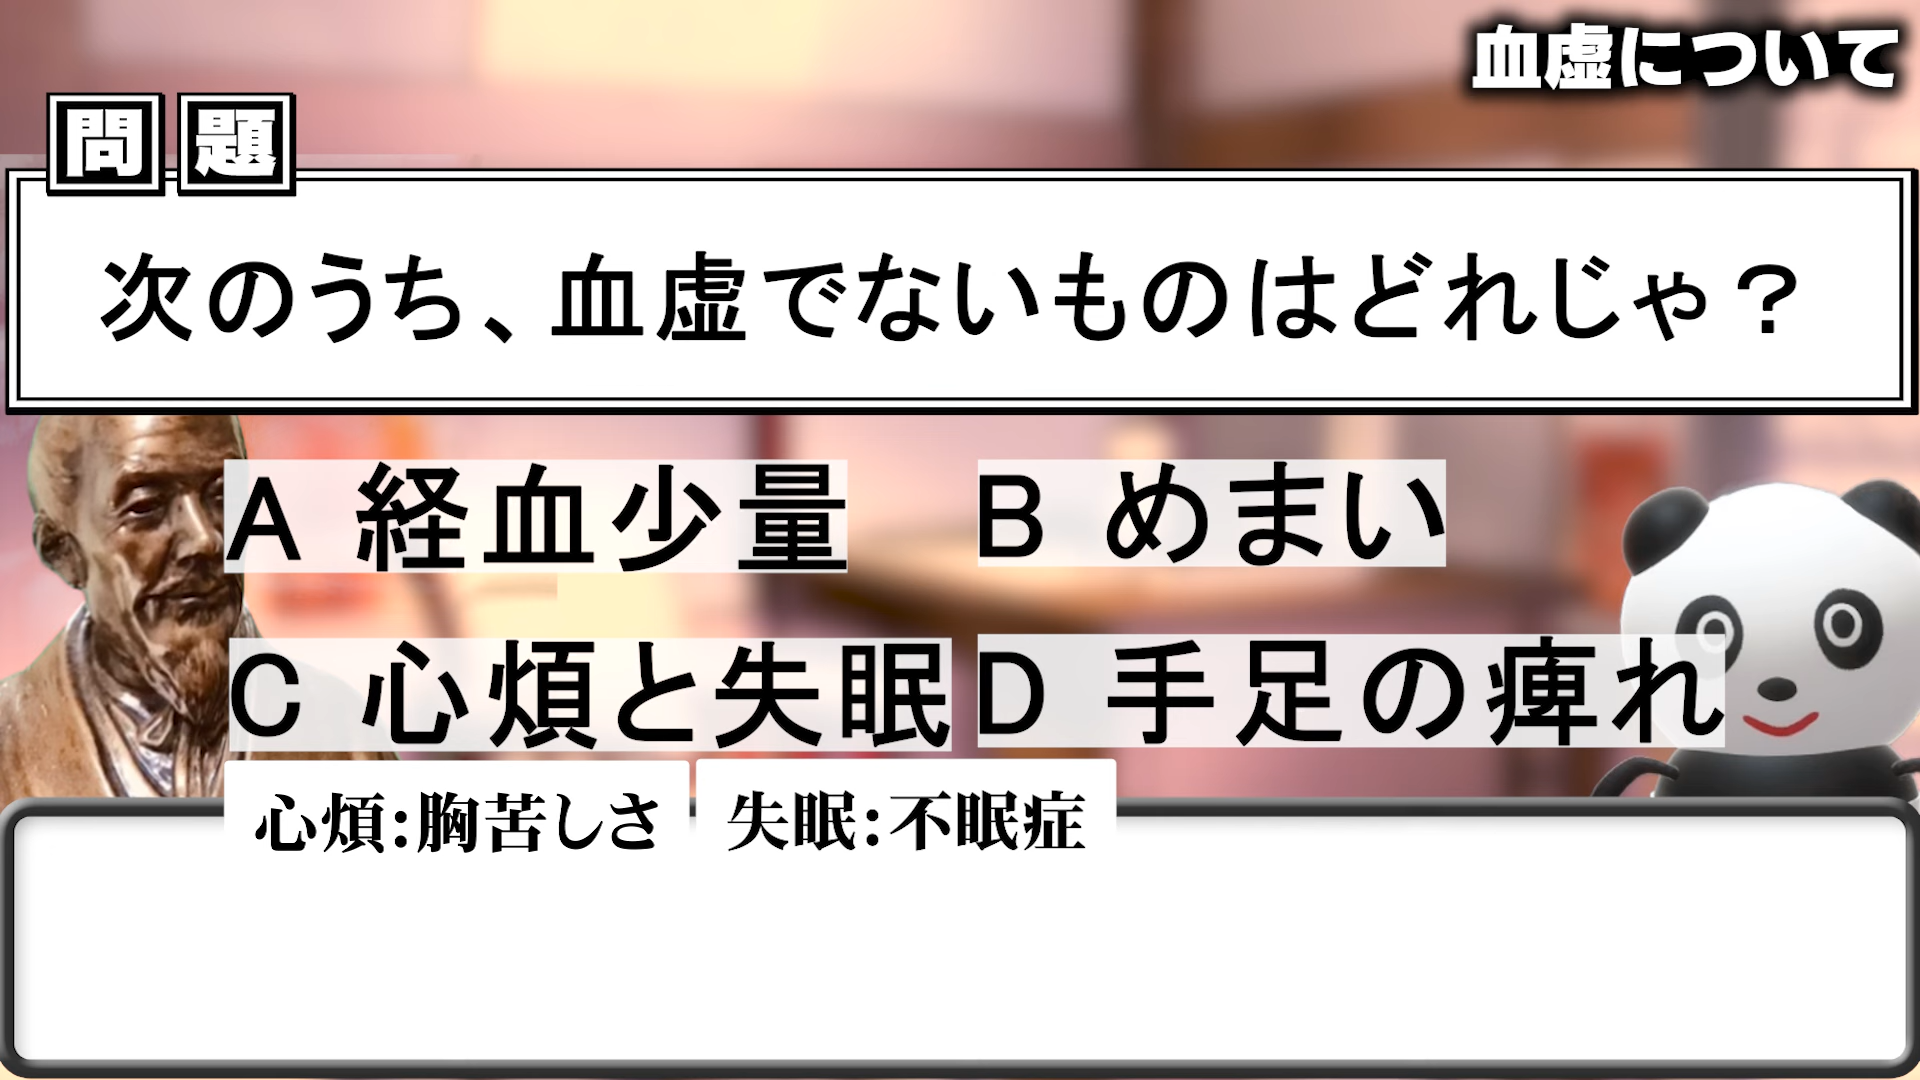 血虚について
問題
次のうち、血虚でないものはどれじゃ？
A 経血少量
B めまい
C 心煩と失眠
D 手足の痺れ
心煩:胸苦しさ
失眠:不眠症